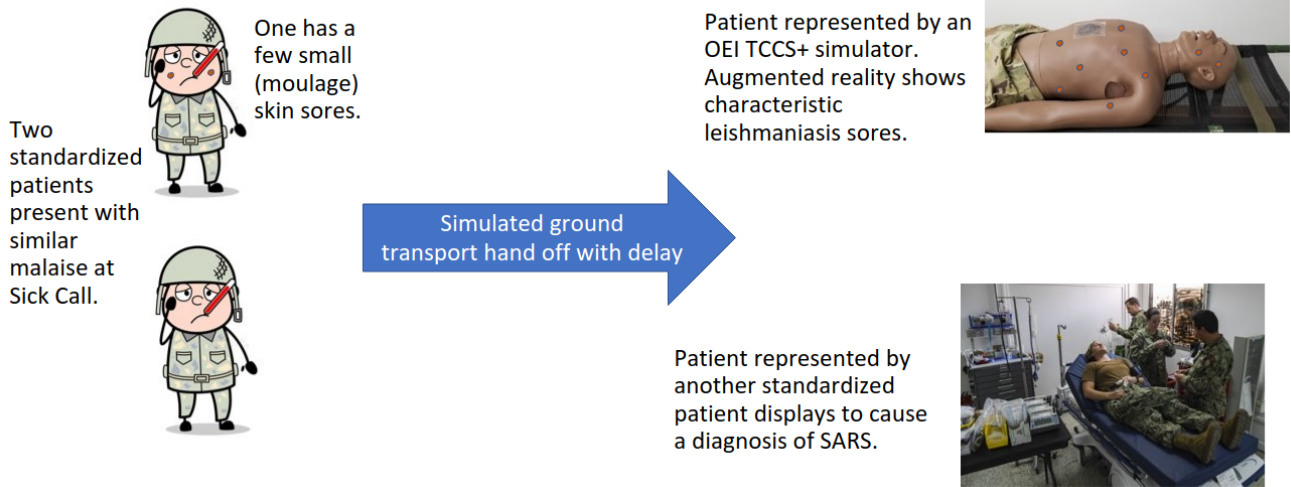 Two
standardized
patients
present with
similar
malaise at
Sick Call.
One has a
few small
(moulage)
skin sores.
Simulated ground
transport hand off with delay
Patient represented by an
OEI TCCS+ simulator.
Augmented reality shows
characteristic
leishmaniasis sores.
Patient represented by
another standardized
patient displays to cause
a diagnosis of SARS.